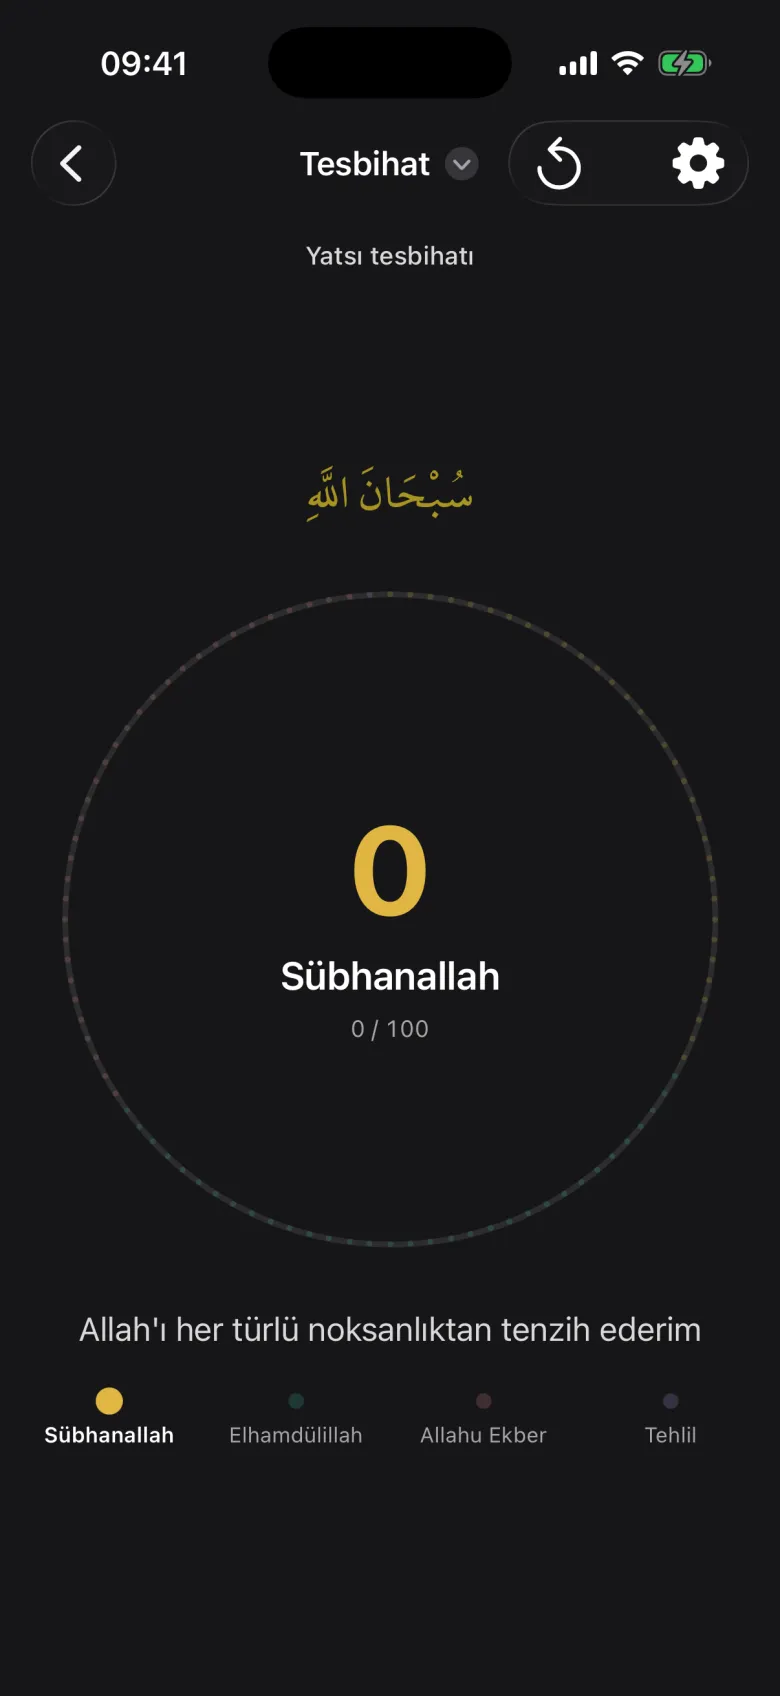 09:41
Tesbihat
Yatsı tesbihatı
سُبْحَانَ اللَّهِ
0
Sübhanallah
0 / 100
Allah'ı her türlü noksanlıktan tenzih ederim
Sübhanallah Elhamdülillah Allahu Ekber Tehlil